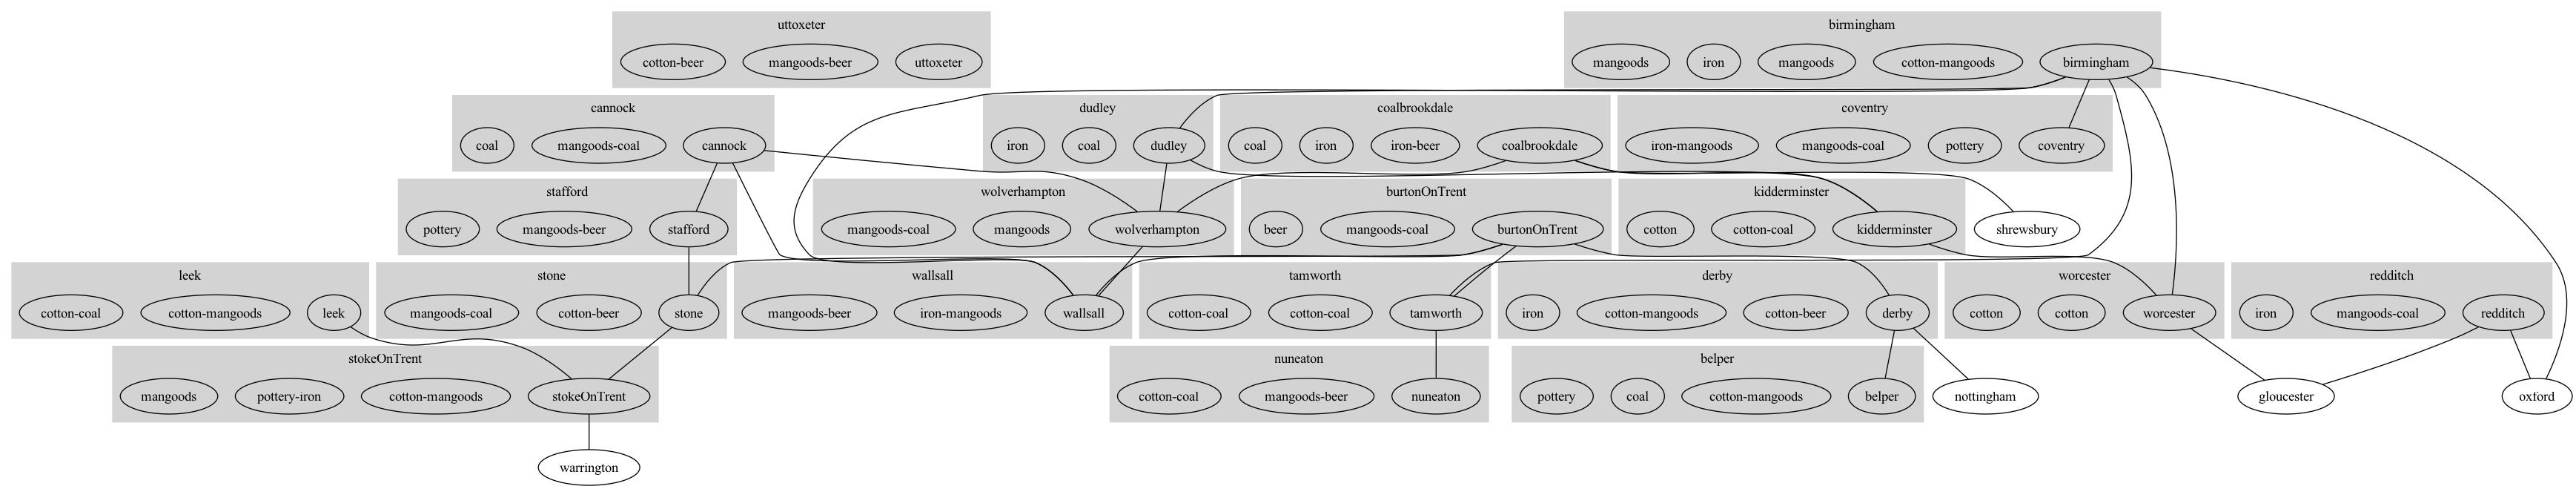 uttoxeter
cotton-beer mangoods-beer uttoxeter
birmingham
mangoods iron mangoods cotton-mangoods birmingham
cannock
coal mangoods-coal cannock
dudley
iron coal dudley
coalbrookdale
coal iron iron-beer coalbrookdale
coventry
iron-mangoods mangoods-coal pottery coventry
stafford
pottery mangoods-beer stafford
wolverhampton
mangoods-coal mangoods wolverhampton
burtonOnTrent
beer mangoods-coal burtonOnTrent
kidderminster
cotton cotton-coal kidderminster
shrewsbury
leek
cotton-coal cotton-mangoods leek
stone
mangoods-coal cotton-beer stone
wallsall
mangoods-beer iron-mangoods wallsall
tamworth
cotton-coal cotton-coal tamworth
derby
iron cotton-mangoods cotton-beer derby
worcester
cotton cotton worcester
redditch
iron mangoods-coal redditch
stokeOnTrent
mangoods pottery-iron cotton-mangoods stokeOnTrent
nuneaton
cotton-coal mangoods-beer nuneaton
belper
pottery coal cotton-mangoods belper
nottingham
gloucester
oxford
warrington